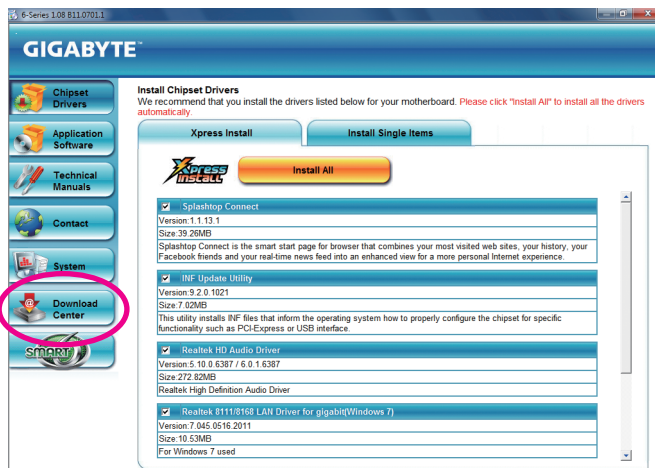 6-Series 1.08 B11.0701.1
GIGABYTE™
Chipset
Drivers
Application
Software
Technical
Manuals
Contact
System
Download
Center
SMART
Install Chipset Drivers
We recommend that you install the drivers listed below for your motherboard. Please click "Install All" to install all the drivers
automatically.
Xpress Install
Install Single Items
Xpress
INSTALL
Install All
Splashtop Connect
Version:1.1.13.1
Size:39.26MB
Splashtop Connect is the smart start page for browser that combines your most visited web sites, your history, your
Facebook friends and your real-time news feed into an enhanced view for a more personal Internet experience.
INF Update Utility
Version:9.2.0.1021
Size:7.02MB
This utility installs INF files that inform the operating system how to properly configure the chipset for specific
functionality such as PCI-Express or USB interface.
Realtek HD Audio Driver
Version:5.10.0.6387 / 6.0.1.6387
Size:272.82MB
Realtek High Definition Audio Driver
Realtek 8111/8168 LAN Driver for gigabit(Windows 7)
Version:7.045.0516.2011
Size:10.53MB
For Windows 7 used